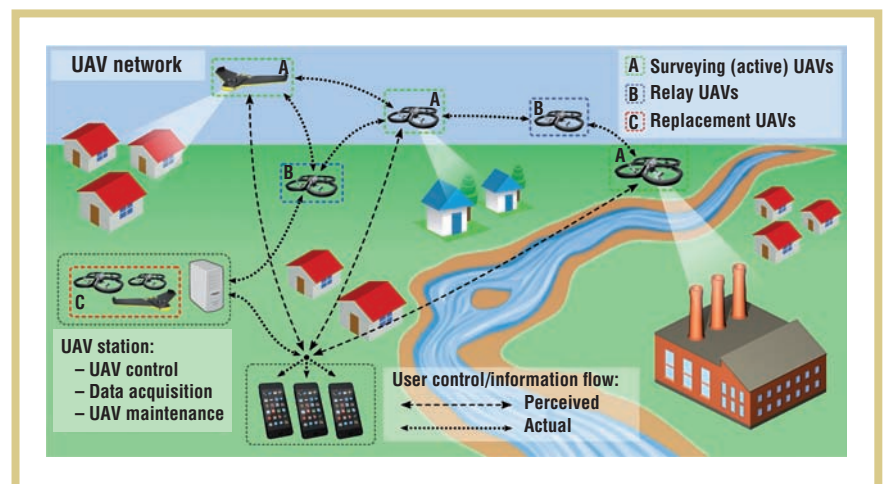 UAV network
A
A
B
A
B
A Surveying (active) UAVs
B Relay UAVs
C Replacement UAVs
C
UAV station:
– UAV control
– Data acquisition
– UAV maintenance
User control/information flow:
Perceived
Actual